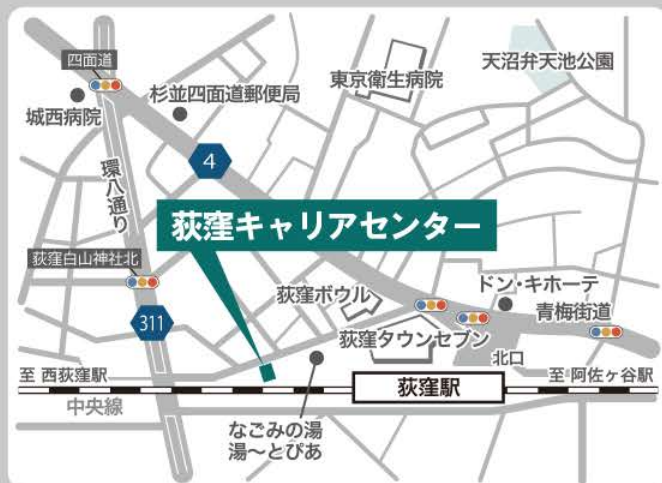 四面道
城西病院
杉並四面道郵便局
東京衛生病院
天沼弁天池公園
4
環八通り
荻窪キャリアセンター
荻窪白山神社北
311
荻窪ボウル
ドン・キホーテ
青梅街道
荻窪タウンセブン
北口
至 西荻窪駅
荻窪駅
至 阿佐ヶ谷駅
中央線
なごみの湯
湯〜とぴあ